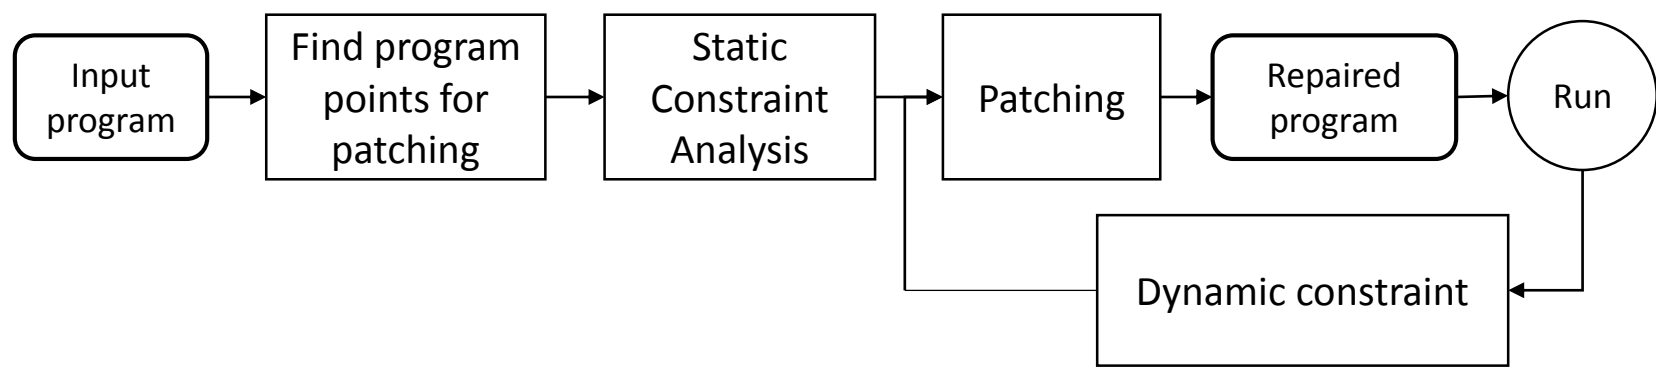 Input
program
Find program
points for
patching
Static
Constraint
Analysis
Patching
Repaired
program
Run
Dynamic constraint